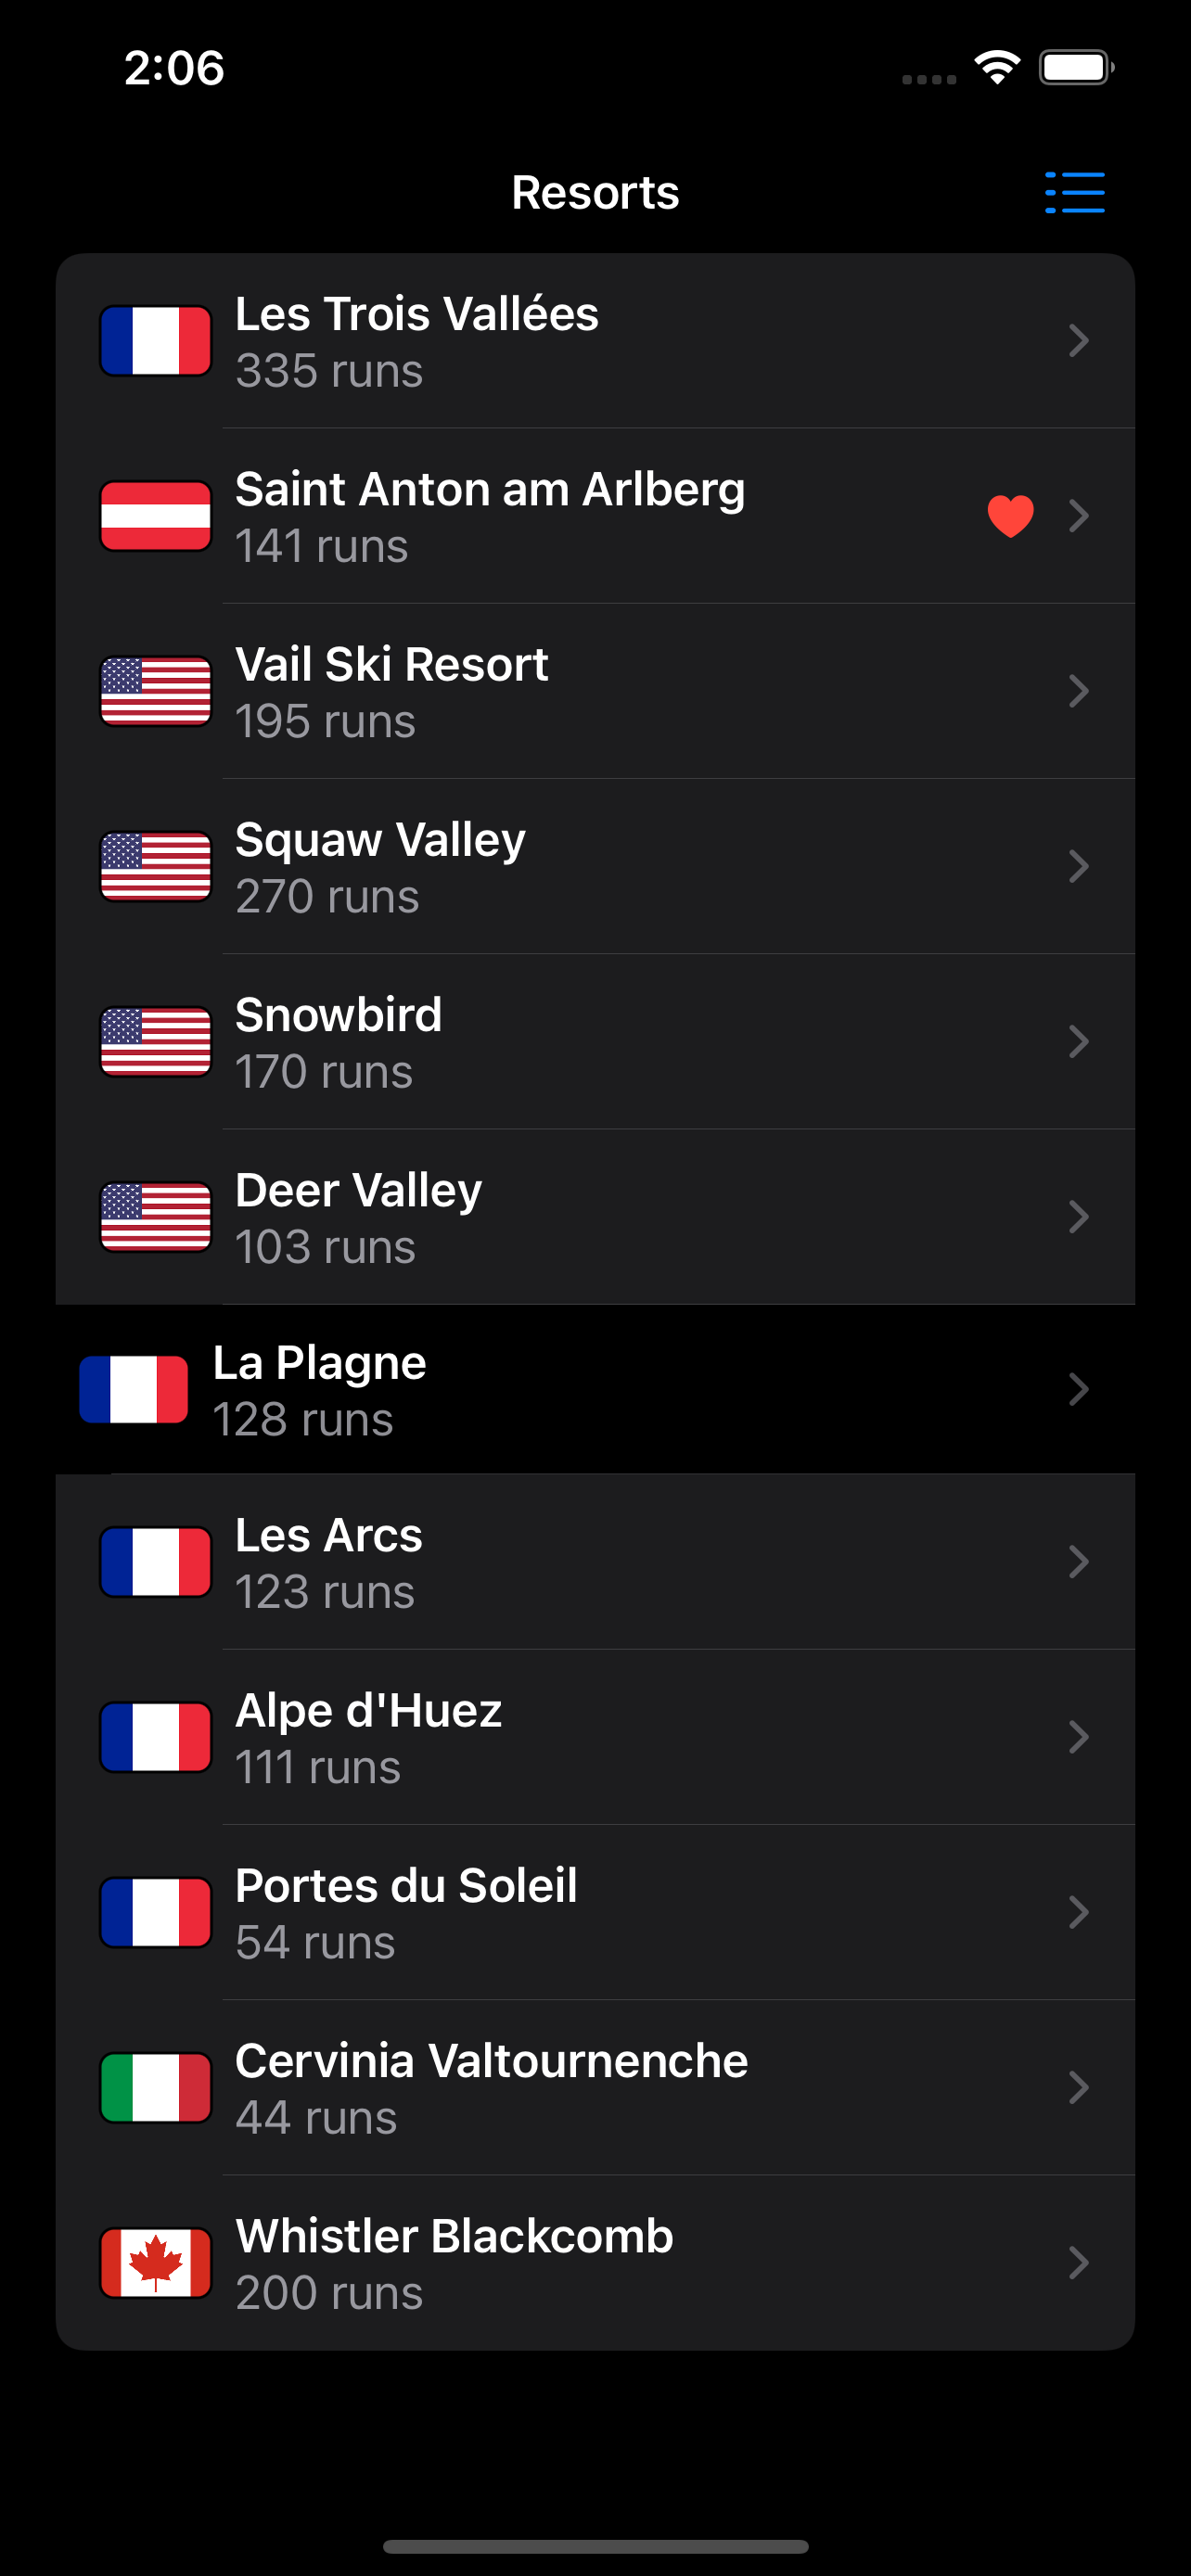 2:06
Resorts
Les Trois Vallées
335 runs
Saint Anton am Arlberg
141 runs
Vail Ski Resort
195 runs
Squaw Valley
270 runs
Snowbird
170 runs
Deer Valley
103 runs
La Plagne
128 runs
Les Arcs
123 runs
Alpe d'Huez
111 runs
Portes du Soleil
54 runs
Cervinia Valtournenche
44 runs
Whistler Blackcomb
200 runs